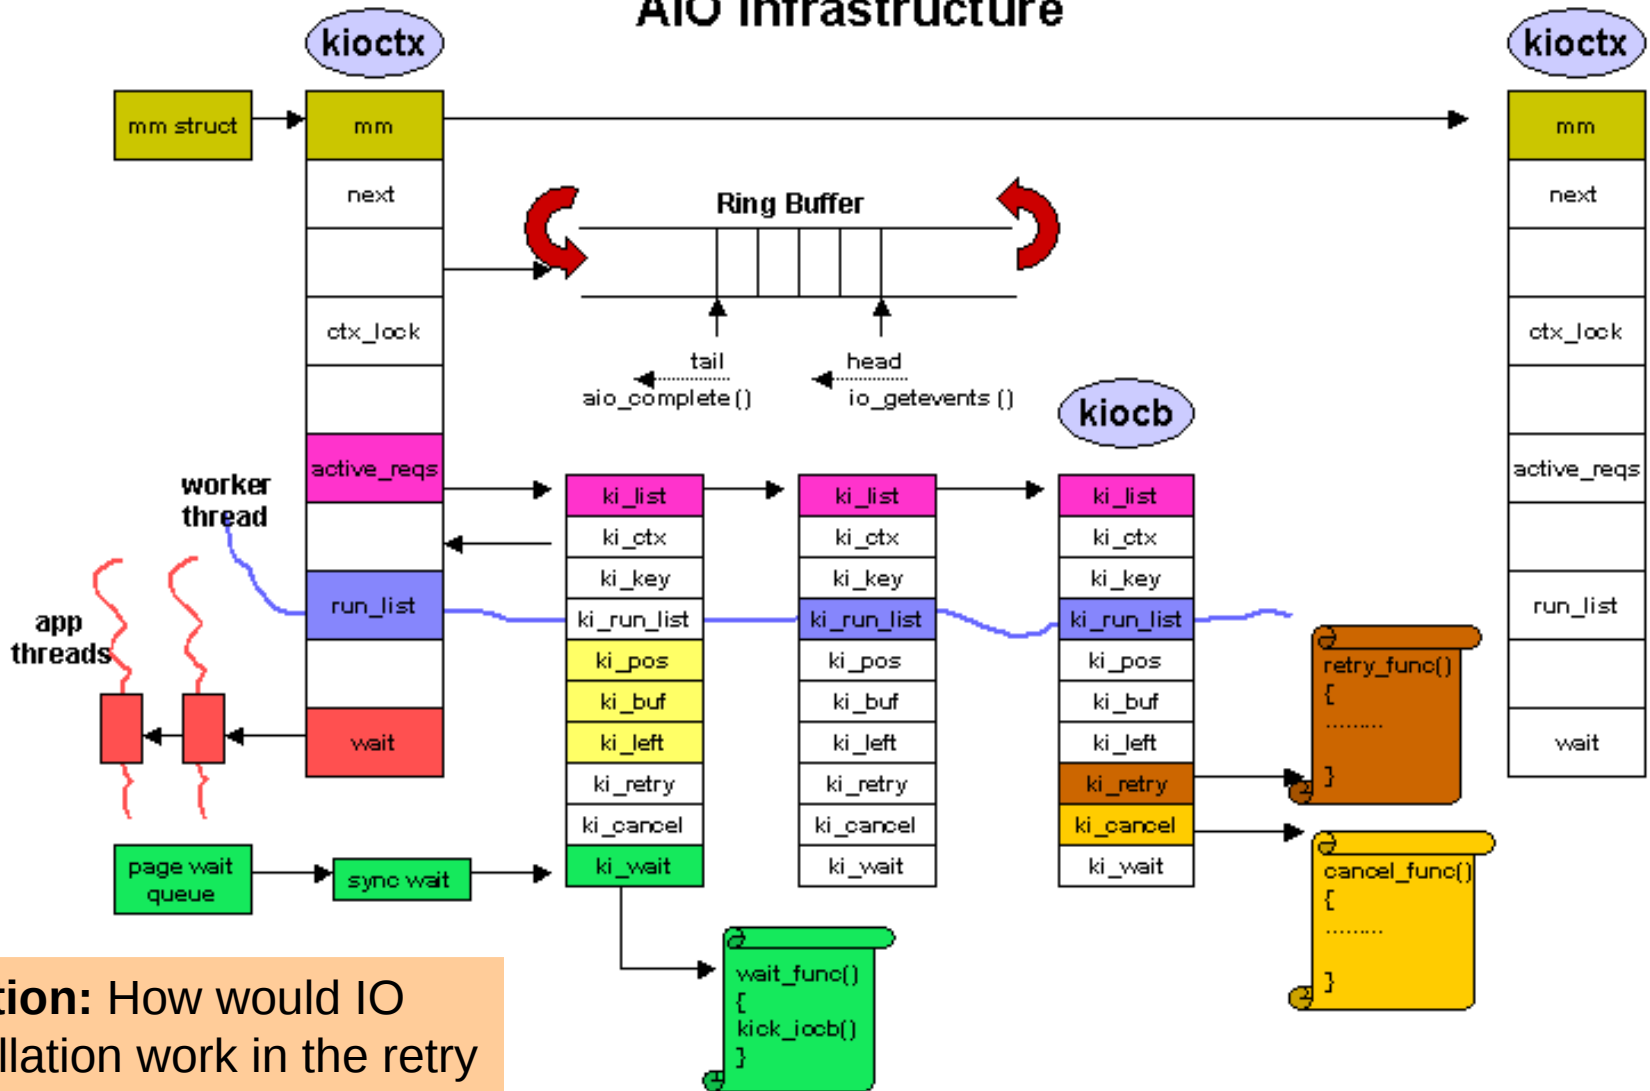 AIO Infrastructure
kioctx
kioctx
mm struct
mm
mm
next
next
Ring Buffer
ctx_lock
ctx_lock
tail
aio_complete ()
head
io_getevents ()
kiocb
active_reqs
active_reqs
worker
thread
ki_list
ki_list
ki_list
ki_ctx
ki_ctx
ki_ctx
ki_key
ki_key
ki_key
run_list
ki_run_list
ki_run_list
ki_run_list
run_list
app
threads
ki_pos
ki_pos
ki_pos
ki_buf
ki_buf
ki_buf
wait
ki_left
ki_left
ki_left
wait
ki_retry
ki_retry
ki_retry
ki_cancel
ki_cancel
ki_cancel
ki_wait
ki_wait
ki_wait
retry_func()
{
.........
}
page wait
queue
sync wait
cancel_func()
{
.........
}
wait_func()
{
kick_iocb()
}
tion: How would IO
llation work in the retry